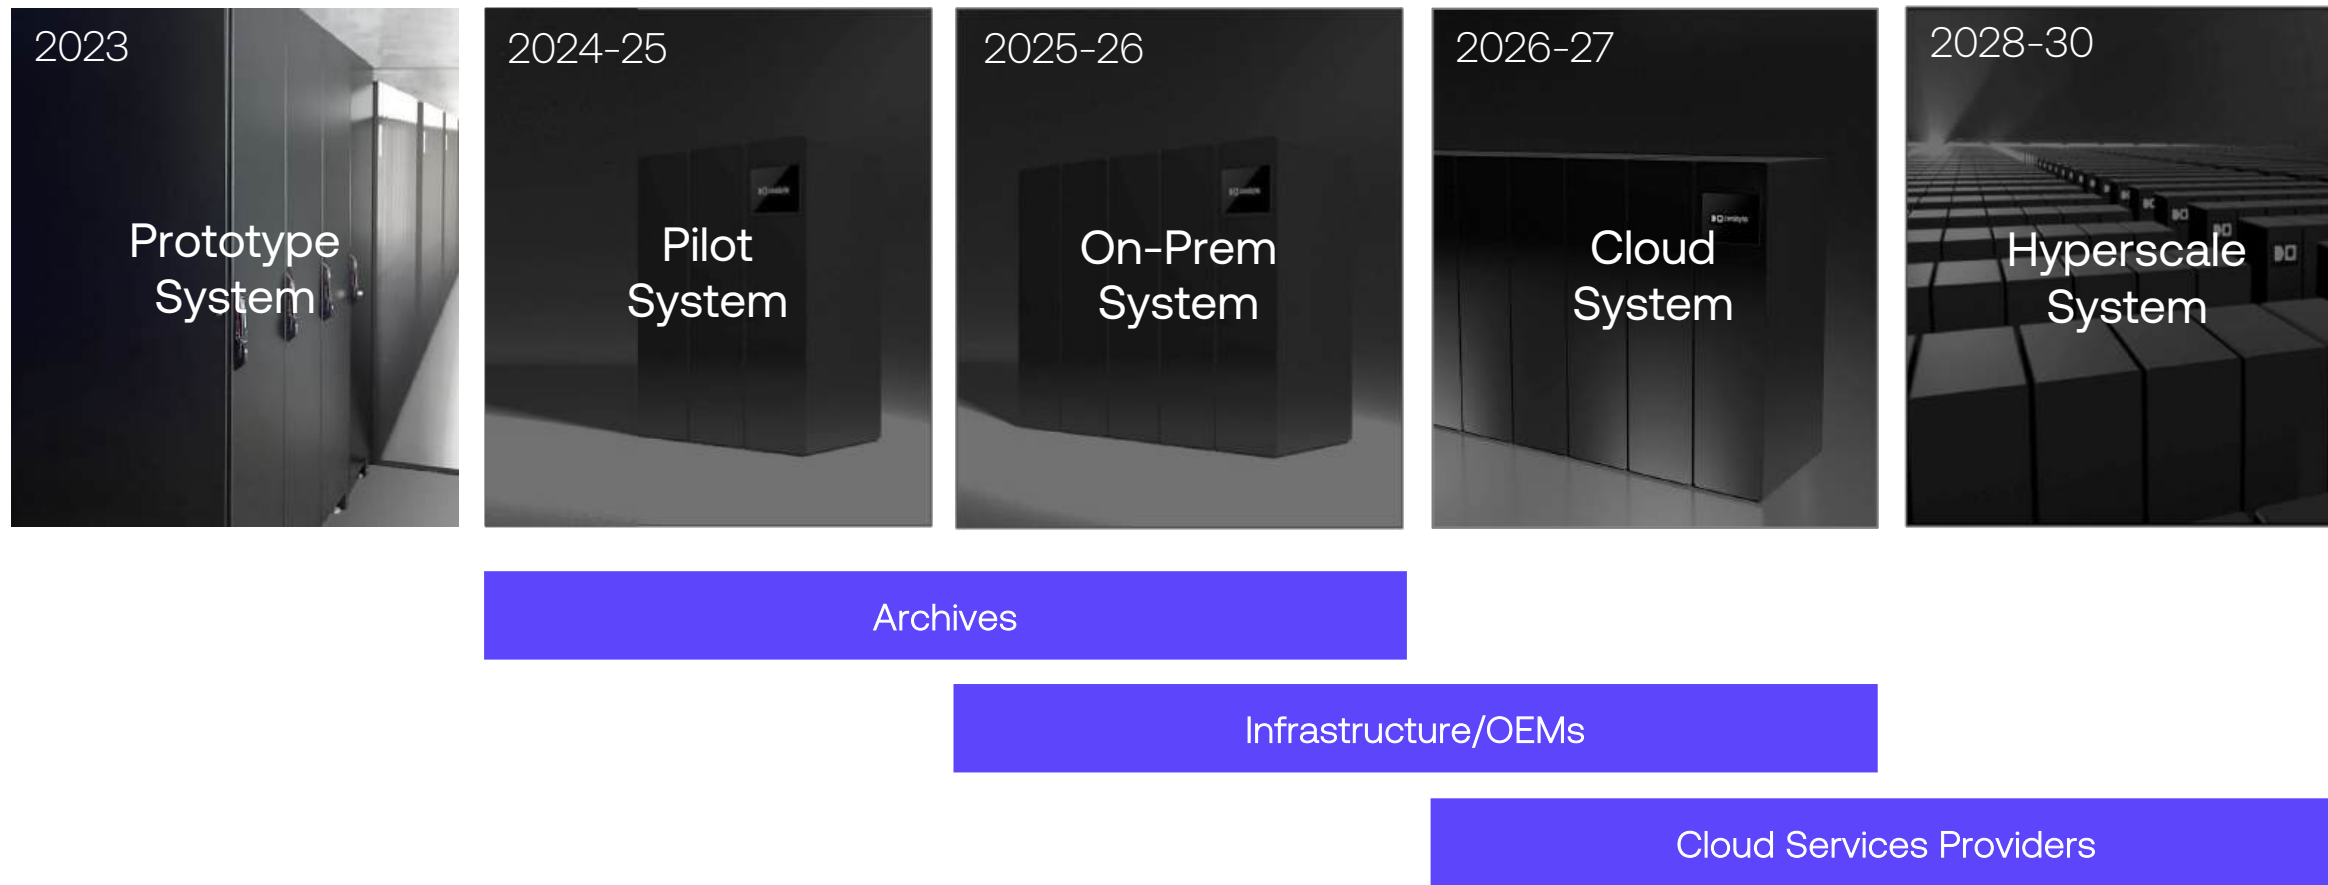 2023
2024-25
2025-26
2026-27
2028-30
Prototype
System
Pilot
System
On-Prem
System
Cloud
System
Hyperscale
System
Archives
Infrastructure/OEMs
Cloud Services Providers